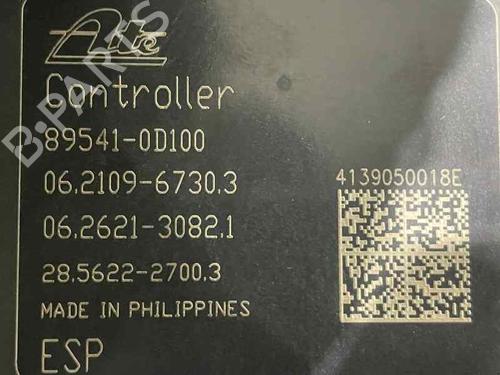 Ate
Controller
89541-0D100
06.2109-6730.3
4139050018E
06.2621-3082.1
28.5622-2700.3
MADE IN PHILIPPINES
ESP
B-PARTS